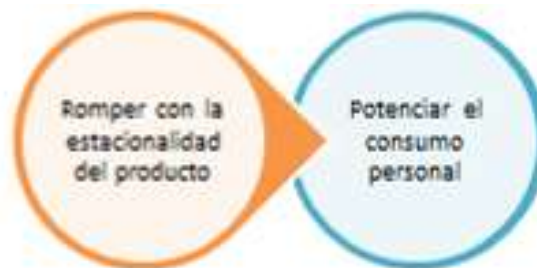 Romper con la
estacionalidad
del producto
Potenciar el
consumo
personal